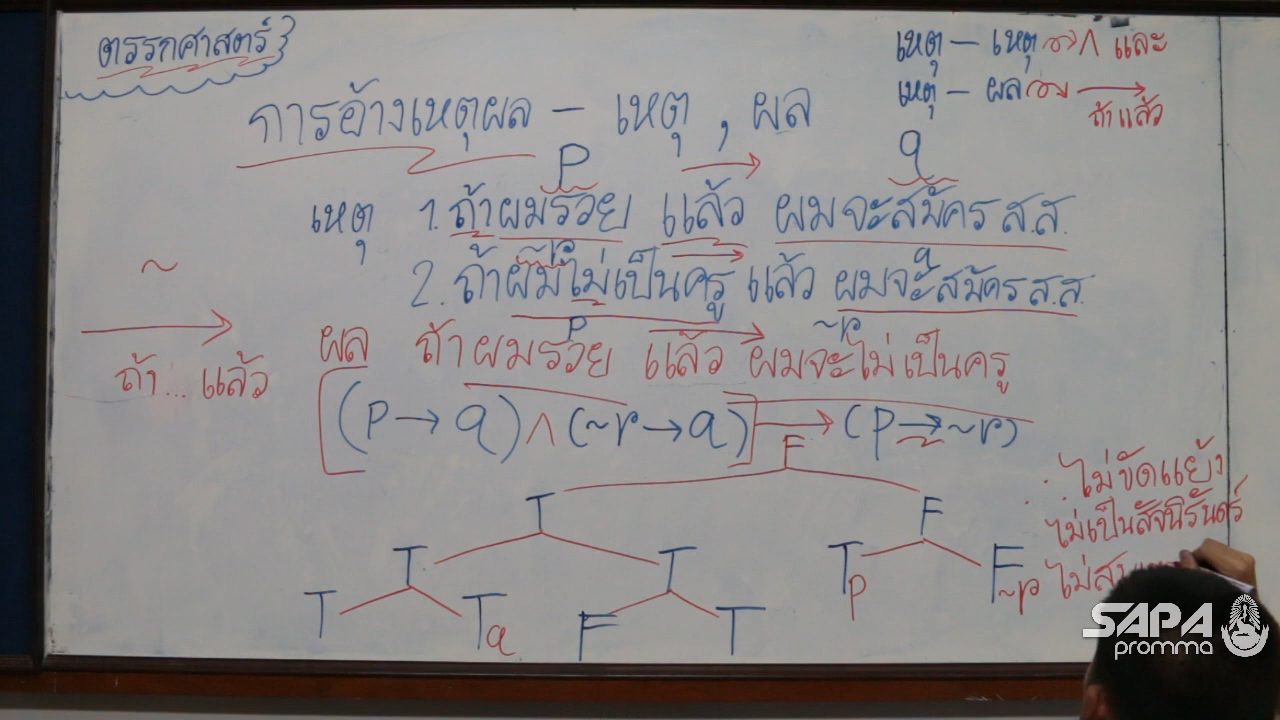 ตรรกศาสตร์
เหตุ – เหตุ ∧ และ
เหตุ – ผล → ถ้าแล้ว
การอ้างเหตุผล – เหตุ , ผล
P → q
เหตุ 1. ถ้าผมรวย แล้ว ผมจะสมัคร ส.ส.
~r → q
2. ถ้าผมไม่เป็นครู แล้ว ผมจะสมัคร ส.ส.
~
→
ถ้า... แล้ว
P → ~r
ผล ถ้าผมรวย แล้ว ผมจะไม่เป็นครู
[(P → q) ∧ (~r → q)] → (P → ~r)
F
T F
T T T F
P ~r
T T F T
q
∴ ไม่ขัดแย้ง
ไม่เป็นสัจนิรันดร์
SAPA
promma